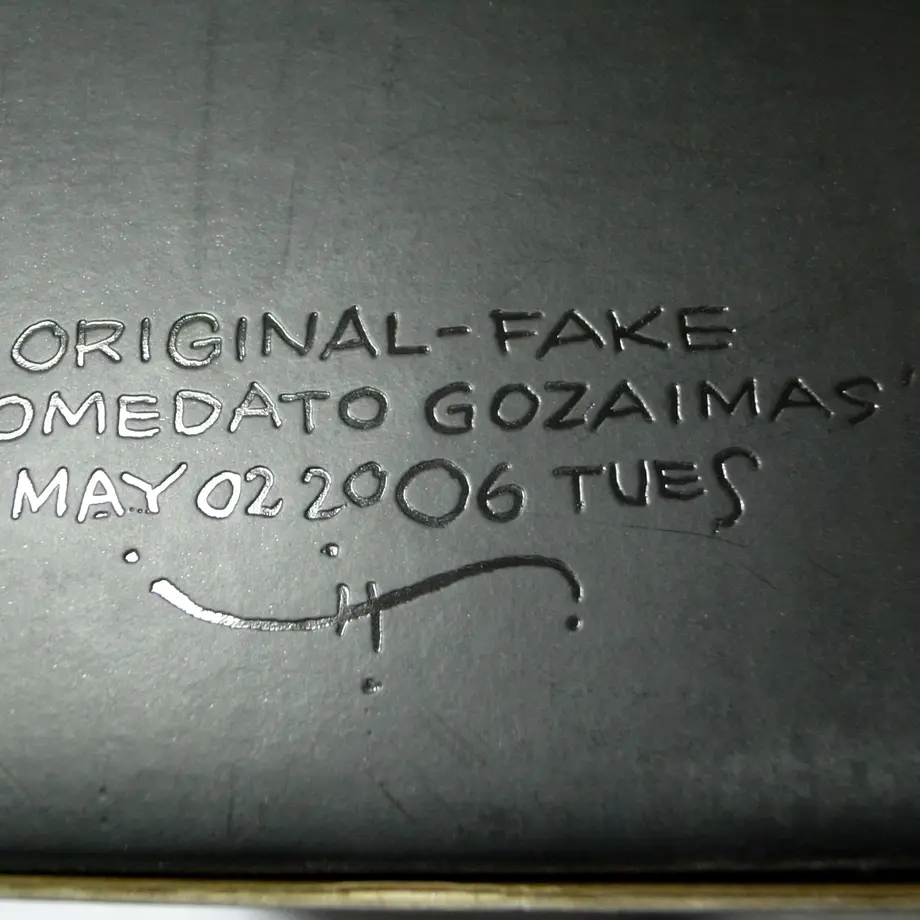 ORIGINAL-FAKE
OMEDATO GOZAIMAS'
MAY 02 2006 TUES